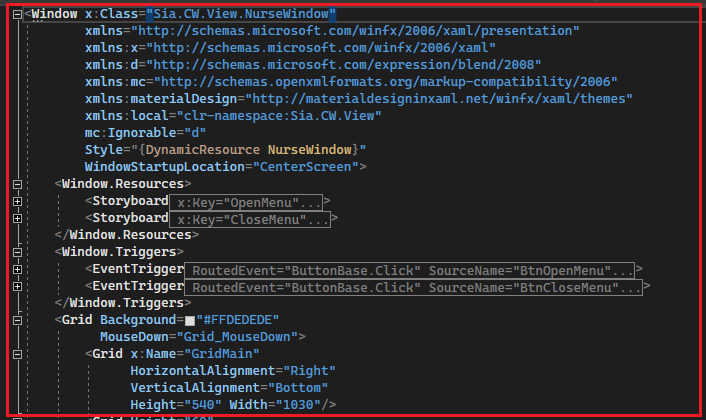 <Window x:Class="Sia.CW.View.NurseWindow"
xmlns="http://schemas.microsoft.com/winfx/2006/xaml/presentation"
xmlns:x="http://schemas.microsoft.com/winfx/2006/xaml"
xmlns:d="http://schemas.microsoft.com/expression/blend/2008"
xmlns:mc="http://schemas.openxmlformats.org/markup-compatibility/2006"
xmlns:materialDesign="http://materialdesigninxaml.net/winfx/xaml/themes"
xmlns:local="clr-namespace:Sia.CW.View"
mc:Ignorable="d"
Style="{DynamicResource NurseWindow}"
WindowStartupLocation="CenterScreen">
<Window.Resources>
<Storyboard x:Key="OpenMenu"...>
<Storyboard x:Key="CloseMenu"...>
</Window.Resources>
<Window.Triggers>
<EventTrigger RoutedEvent="ButtonBase.Click" SourceName="BtnOpenMenu"...>
<EventTrigger RoutedEvent="ButtonBase.Click" SourceName="BtnCloseMenu"...>
</Window.Triggers>
<Grid Background="#FFDEDEDE"
MouseDown="Grid_MouseDown">
<Grid x:Name="GridMain"
HorizontalAlignment="Right"
VerticalAlignment="Bottom"
Height="540" Width="1030"/>